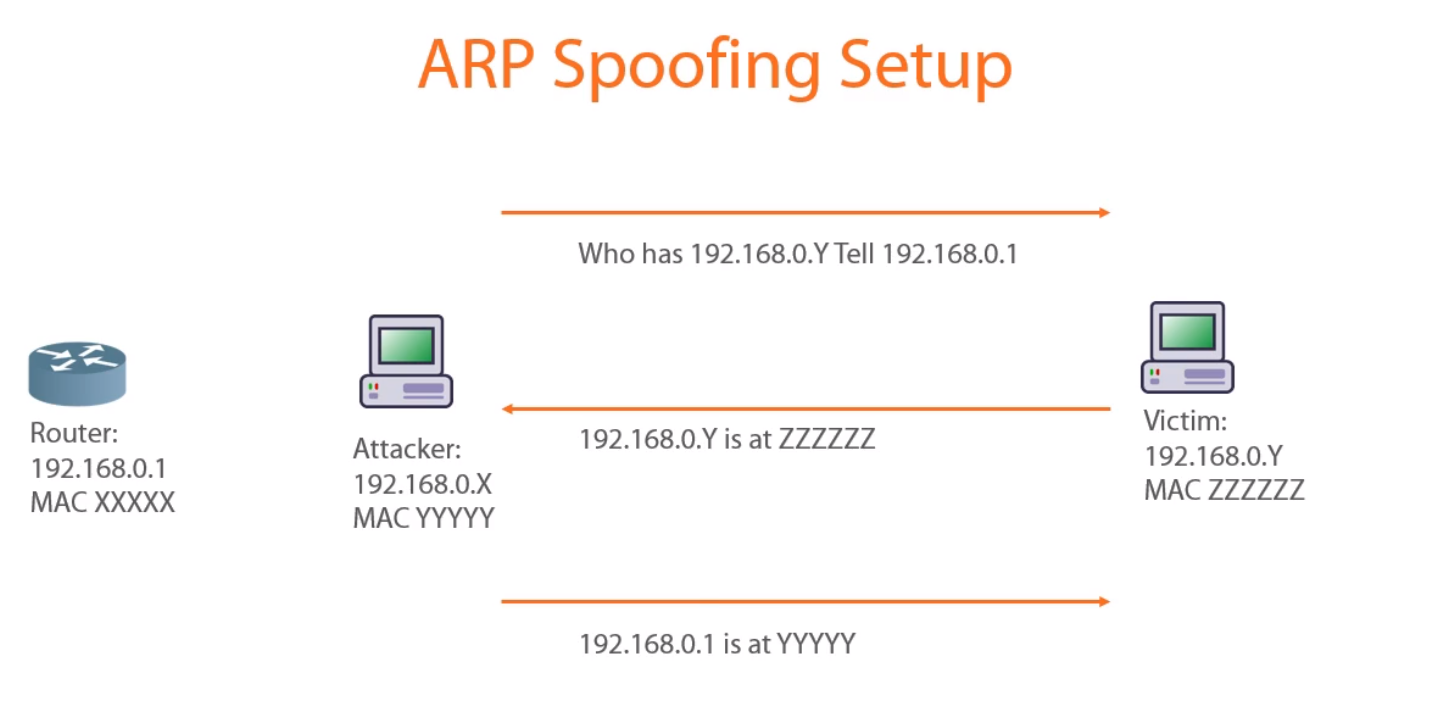 ARP Spoofing Setup
Who has 192.168.0.Y Tell 192.168.0.1
Router:
192.168.0.1
MAC XXXXX
Attacker:
192.168.0.X
MAC YYYYY
192.168.0.Y is at ZZZZZZ
Victim:
192.168.0.Y
MAC ZZZZZZ
192.168.0.1 is at YYYYY